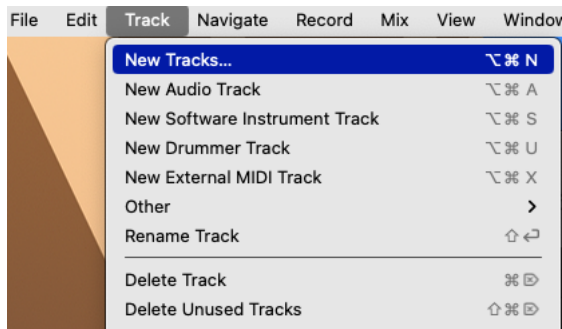 File Edit Track Navigate Record Mix View Window
New Tracks... ⌥⌘N
New Audio Track ⌥⌘A
New Software Instrument Track ⌥⌘S
New Drummer Track ⌥⌘U
New External MIDI Track ⌥⌘X
Other >
Rename Track ⇧↩
Delete Track ⌘⌦
Delete Unused Tracks ⇧⌘⌦